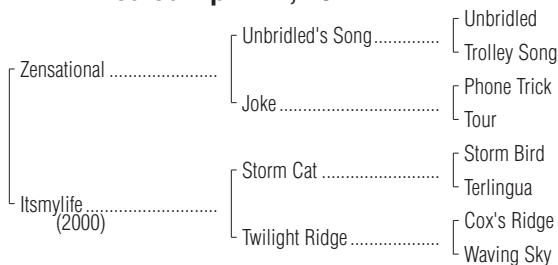 Unbridled
Unbridled's Song..............
Trolley Song
Zensational .......................
Phone Trick
Joke..................................
Tour
Storm Bird
Storm Cat .........................
Terlingua
Itsmylife............................
(2000)
Cox's Ridge
Twilight Ridge...................
Waving Sky